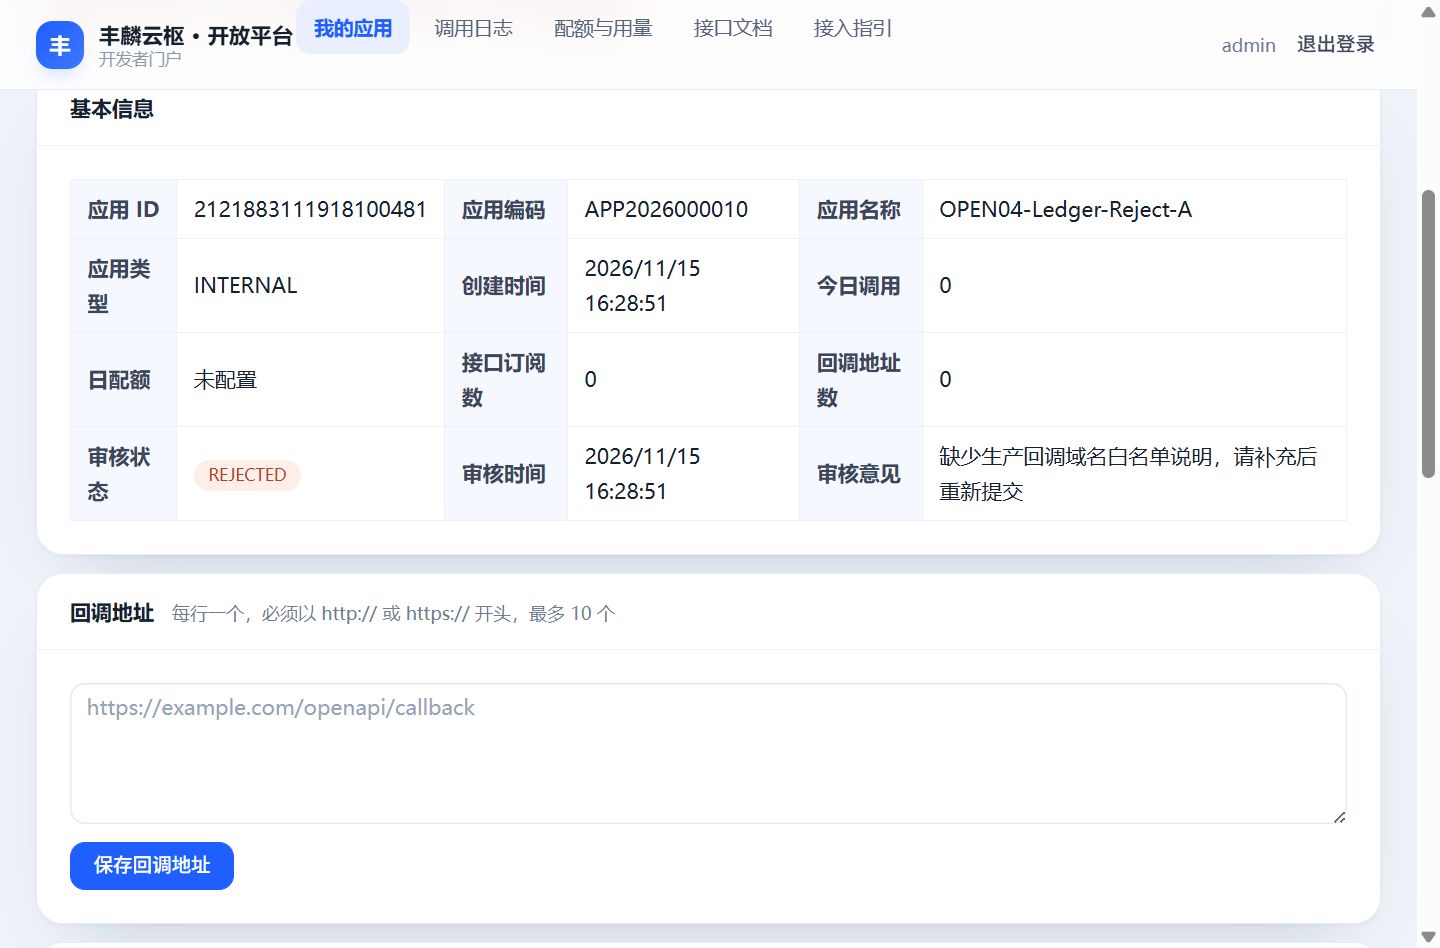 丰
丰麟云枢·开放平台
开发者门户
我的应用
调用日志
配额与用量
接口文档
接入指引
admin
退出登录
基本信息
应用 ID
2121883111918100481
应用编码
APP2026000010
应用名称
OPEN04-Ledger-Reject-A
应用类
型
INTERNAL
创建时间
2026/11/15
16:28:51
今日调用
0
日配额
未配置
接口订阅
数
0
回调地址
数
0
审核状
态
REJECTED
审核时间
2026/11/15
16:28:51
审核意见
缺少生产回调域名白名单说明，请补充后
重新提交
回调地址
每行一个，必须以 http:// 或 https:// 开头，最多 10 个
https://example.com/openapi/callback
保存回调地址